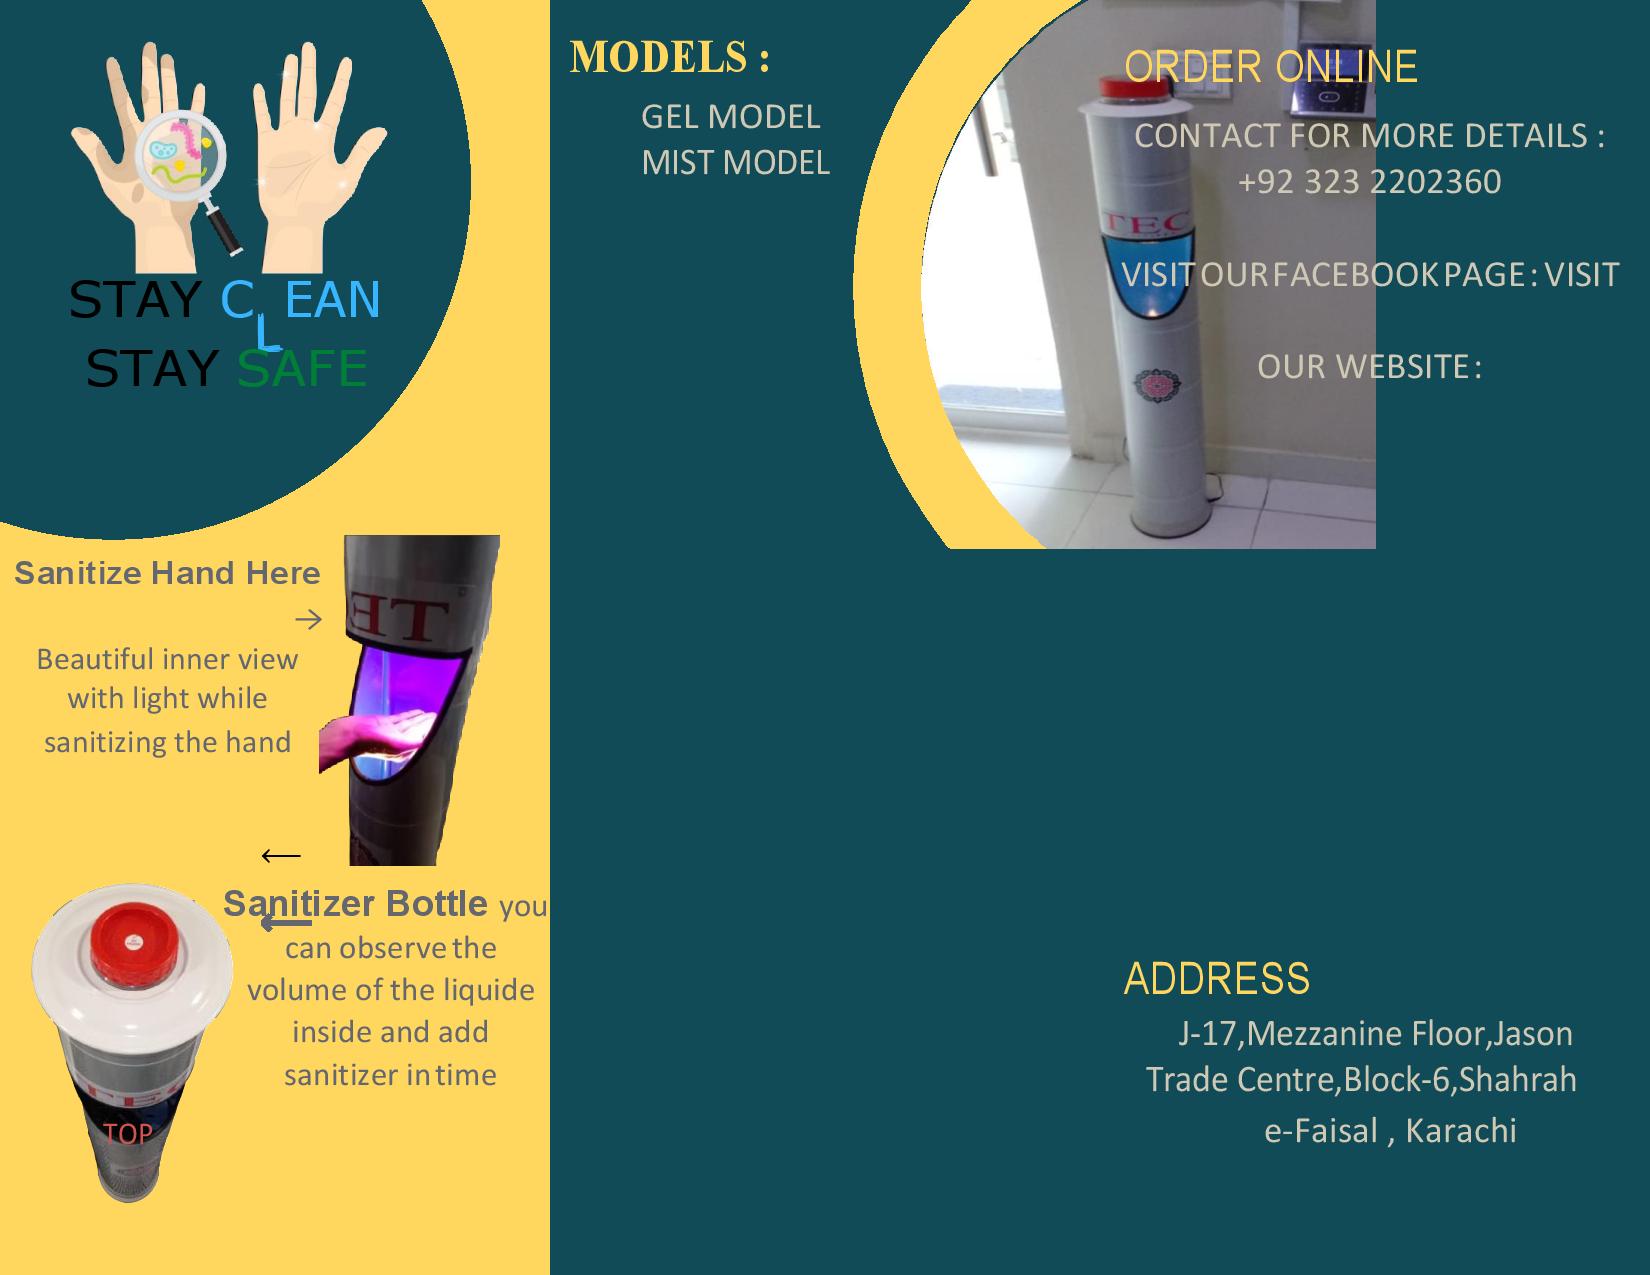 STAY CLEAN
STAY SAFE
Sanitize Hand Here
→
Beautiful inner view
with light while
sanitizing the hand
TE
←
Sanitizer Bottle you
can observe the
volume of the liquide
inside and add
sanitizer in time
TOP
MODELS :
GEL MODEL
MIST MODEL
TEC
ORDER ONLINE
CONTACT FOR MORE DETAILS :
+92 323 2202360
VISIT OUR FACEBOOK PAGE : VISIT
OUR WEBSITE :
ADDRESS
J-17,Mezzanine Floor,Jason
Trade Centre,Block-6,Shahrah
e-Faisal , Karachi